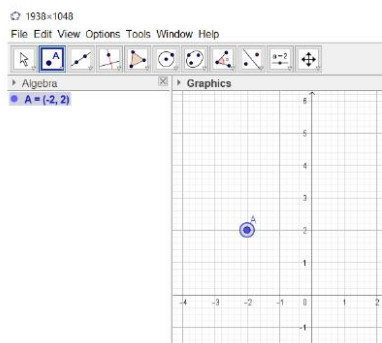 1938×1048
File Edit View Options Tools Window Help
A
a=2
Algebra
Graphics
A = (-2, 2)
6
5
4
3
A
2
1
-4 -3 -2 -1 0 1 2
-1